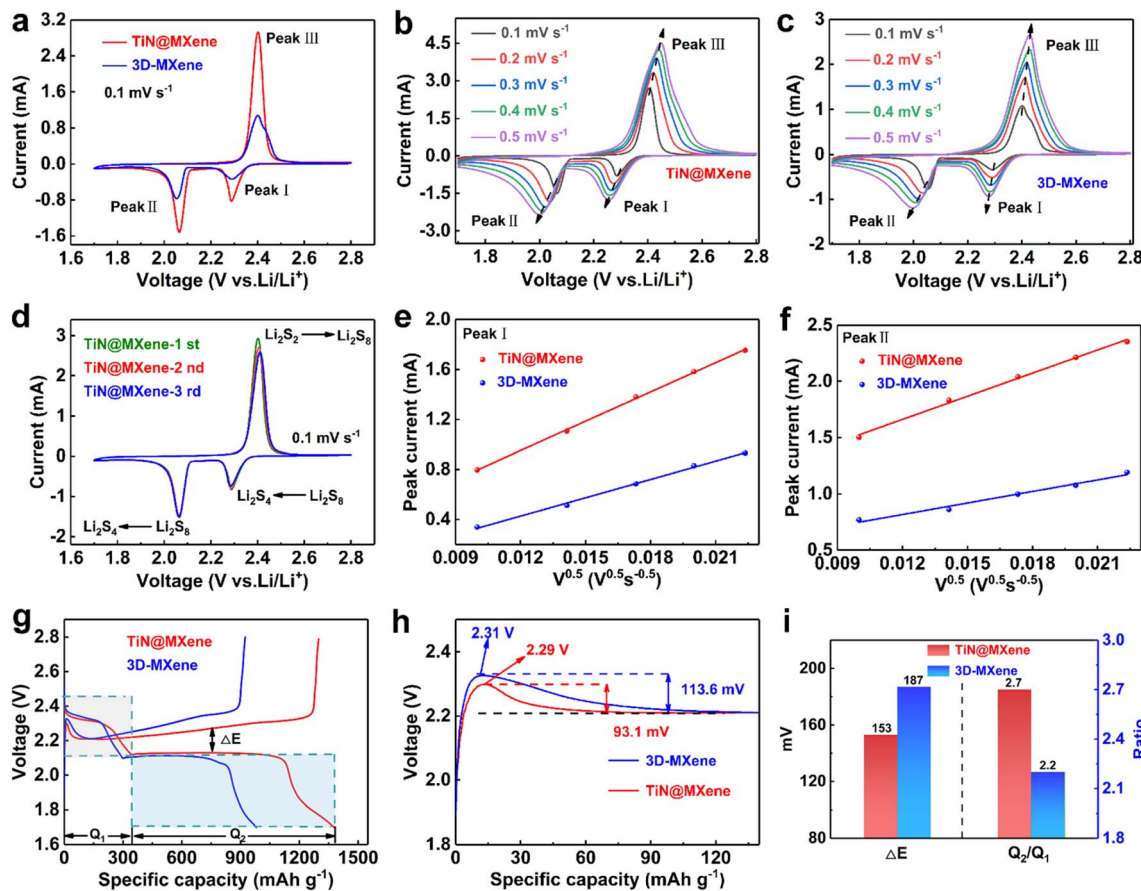 a
TiN@MXene
3D-MXene
0.1 mV s⁻¹
Peak III
Peak I
Peak II
Current (mA)
3.2
2.4
1.6
0.8
0.0
-0.8
-1.6
1.6 1.8 2.0 2.2 2.4 2.6 2.8
Voltage (V vs.Li/Li⁺)
b
0.1 mV s⁻¹
0.2 mV s⁻¹
0.3 mV s⁻¹
0.4 mV s⁻¹
0.5 mV s⁻¹
Peak III
TiN@MXene
Peak II
Peak I
Current (mA)
4.5
3.0
1.5
0.0
-1.5
-3.0
1.8 2.0 2.2 2.4 2.6 2.8
Voltage (V vs.Li/Li⁺)
c
0.1 mV s⁻¹
0.2 mV s⁻¹
0.3 mV s⁻¹
0.4 mV s⁻¹
0.5 mV s⁻¹
Peak III
3D-MXene
Peak II
Peak I
Current (mA)
3
2
1
0
-1
-2
1.8 2.0 2.2 2.4 2.6 2.8
Voltage (V vs.Li/Li⁺)
d
Li₂S₂ → Li₂S₈
TiN@MXene-1 st
TiN@MXene-2 nd
TiN@MXene-3 rd
0.1 mV s⁻¹
Li₂S₄ ← Li₂S₈
Li₂S₄ ← Li₂S₈
Current (mA)
3
2
1
0
-1
-2
1.6 1.8 2.0 2.2 2.4 2.6 2.8
Voltage (V vs.Li/Li⁺)
e
Peak I
TiN@MXene
3D-MXene
Peak current (mA)
2.0
1.6
1.2
0.8
0.4
0.009 0.012 0.015 0.018 0.021
V⁰·⁵ (V⁰·⁵s⁻⁰·⁵)
f
Peak II
TiN@MXene
3D-MXene
Peak current (mA)
2.5
2.0
1.5
1.0
0.5
0.009 0.012 0.015 0.018 0.021
V⁰·⁵ (V⁰·⁵s⁻⁰·⁵)
g
TiN@MXene
3D-MXene
△E
Q₁ Q₂
Voltage (V)
2.8
2.6
2.4
2.2
2.0
1.8
1.6
0 300 600 900 1200 1500
Specific capacity (mAh g⁻¹)
h
2.31 V
2.29 V
113.6 mV
93.1 mV
3D-MXene
TiN@MXene
Voltage (V)
2.4
2.2
2.0
1.8
0 30 60 90 120
Specific capacity (mAh g⁻¹)
i
TiN@MXene
3D-MXene
153
187
2.7
2.2
mV
200
160
120
80
Ratio
3.0
2.7
2.4
2.1
1.8
△E Q₂/Q₁